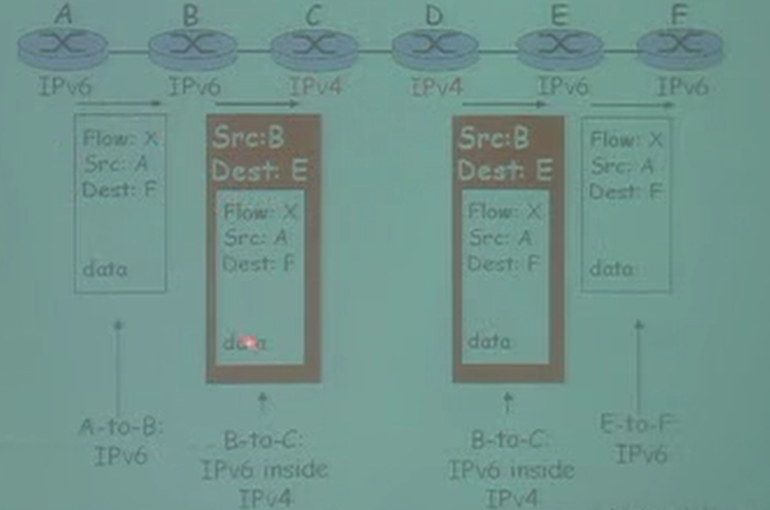 A B C D E F
IPv6 IPv6 IPv4 IPv4 IPv6 IPv6
Flow: X
Src: A
Dest: F
data
Src:B
Dest: E
Flow: X
Src: A
Dest: F
data
Src:B
Dest: E
Flow: X
Src: A
Dest: F
data
Flow: X
Src: A
Dest: F
data
A-to-B:
IPv6
B-to-C:
IPv6 inside
IPv4
B-to-C:
IPv6 inside
IPv4
E-to-F:
IPv6